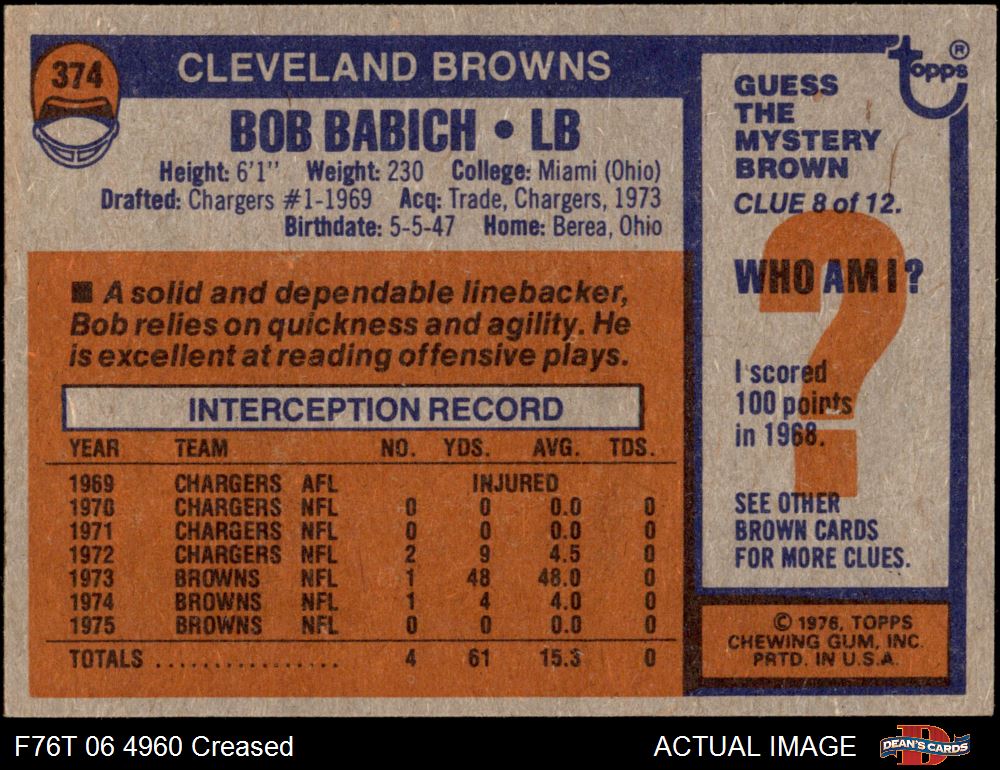 374
CLEVELAND BROWNS
BOB BABICH • LB
Height: 6'1" Weight: 230 College: Miami (Ohio)
Drafted: Chargers #1-1969 Acq: Trade, Chargers, 1973
Birthdate: 5-5-47 Home: Berea, Ohio
■ A solid and dependable linebacker,
Bob relies on quickness and agility. He
is excellent at reading offensive plays.
INTERCEPTION RECORD
YEAR TEAM NO. YDS. AVG. TDS.
1969 CHARGERS AFL INJURED
1970 CHARGERS NFL 0 0 0.0 0
1971 CHARGERS NFL 0 0 0.0 0
1972 CHARGERS NFL 2 9 4.5 0
1973 BROWNS NFL 1 48 48.0 0
1974 BROWNS NFL 1 4 4.0 0
1975 BROWNS NFL 0 0 0.0 0
TOTALS .................. 4 61 15.3 0
topps ®
GUESS
THE
MYSTERY
BROWN
CLUE 8 of 12.
WHO AM I?
I scored
100 points
in 1968.
SEE OTHER
BROWN CARDS
FOR MORE CLUES.
© 1976, TOPPS
CHEWING GUM, INC.
PRTD. IN U.S.A.
F76T 06 4960 Creased
ACTUAL IMAGE
D
DEAN'S CARDS